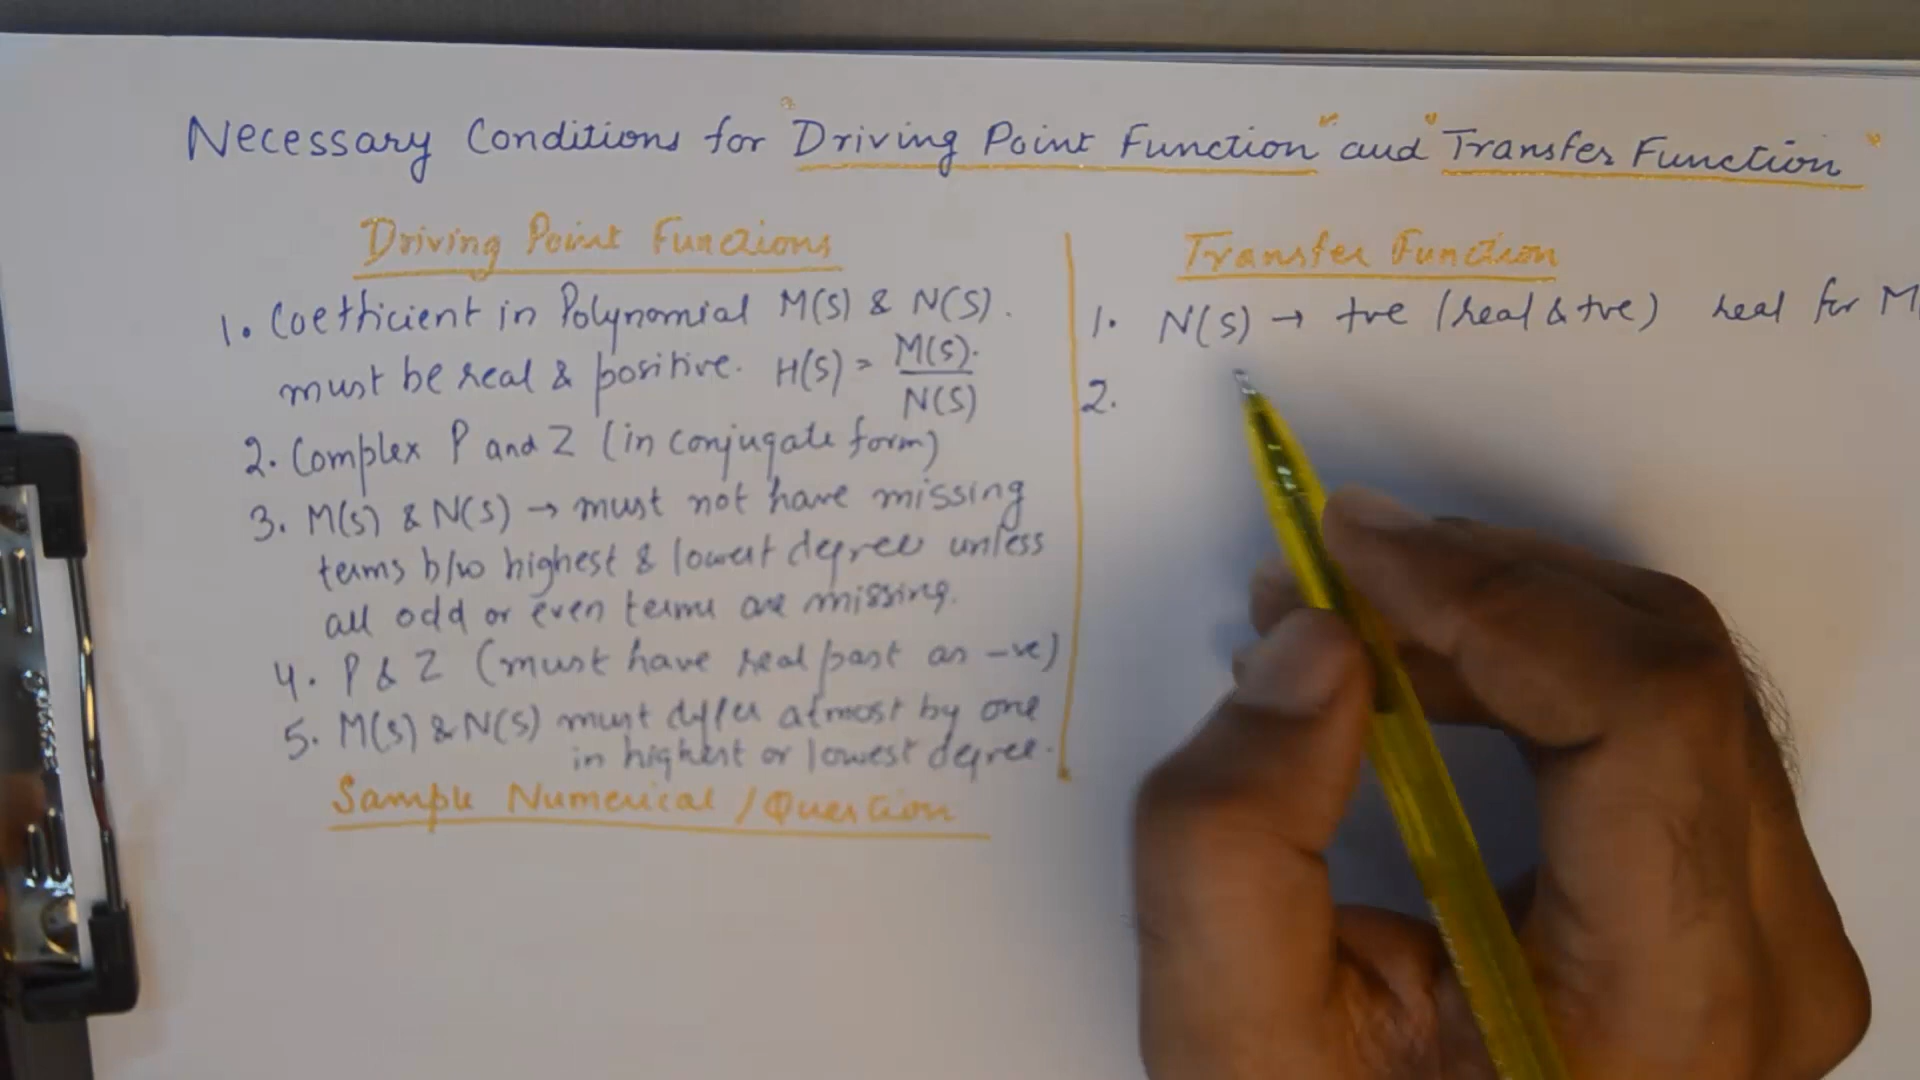 Necessary Conditions for "Driving Point Function" and "Transfer Function"
Driving Point Functions
1. Coefficient in Polynomial M(S) & N(S).
must be real & positive. H(S) = M(S).
N(S)
2. Complex P and Z (in conjugate form)
3. M(S) & N(S) → must not have missing
terms b/w highest & lowest degree unless
all odd or even terms are missing.
4. P & Z (must have real part as -ve)
5. M(S) & N(S) must differ atmost by one
in highest or lowest degree.
Sample Numerical / Question
Transfer Function
1. N(S) → +ve (real & +ve) real for M
2.